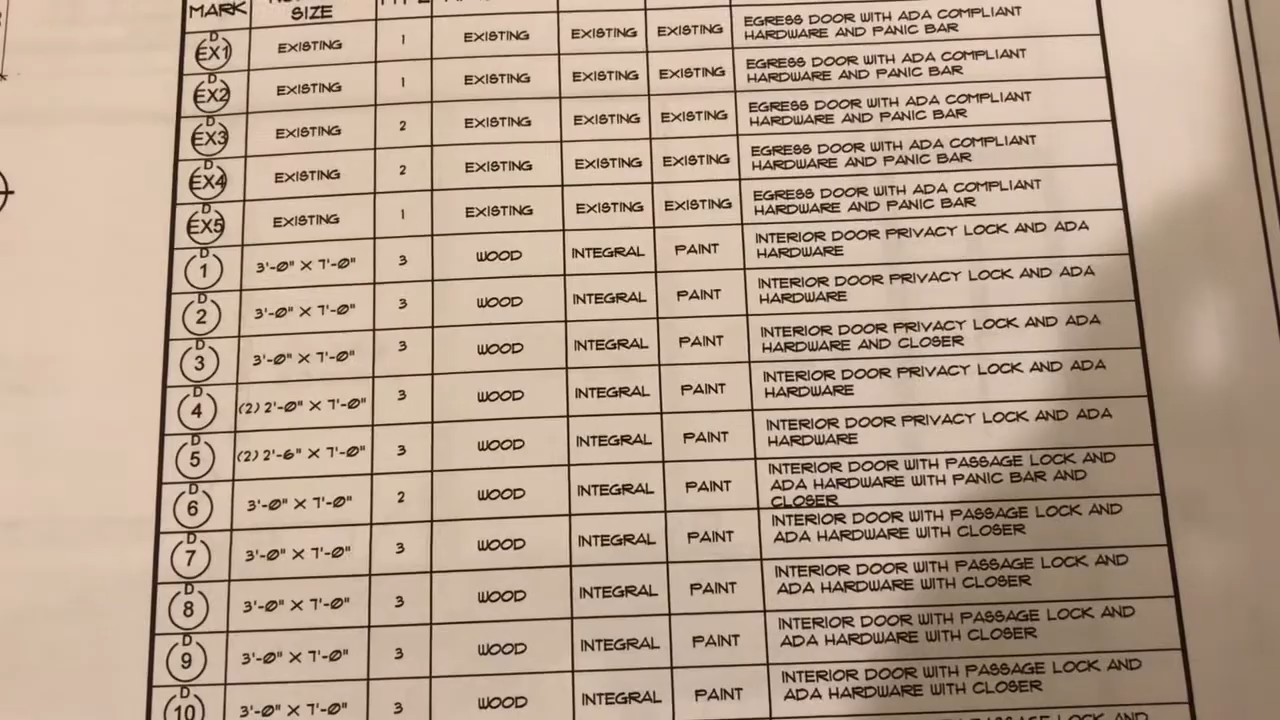 MARK SIZE
D EX1 EXISTING 1 EXISTING EXISTING EXISTING EGRESS DOOR WITH ADA COMPLIANT
HARDWARE AND PANIC BAR
D EX2 EXISTING 1 EXISTING EXISTING EXISTING EGRESS DOOR WITH ADA COMPLIANT
HARDWARE AND PANIC BAR
D EX3 EXISTING 2 EXISTING EXISTING EXISTING EGRESS DOOR WITH ADA COMPLIANT
HARDWARE AND PANIC BAR
D EX4 EXISTING 2 EXISTING EXISTING EXISTING EGRESS DOOR WITH ADA COMPLIANT
HARDWARE AND PANIC BAR
D EX5 EXISTING 1 EXISTING EXISTING EXISTING EGRESS DOOR WITH ADA COMPLIANT
HARDWARE AND PANIC BAR
D 1 3'-0" X 7'-0" 3 WOOD INTEGRAL PAINT INTERIOR DOOR PRIVACY LOCK AND ADA
HARDWARE
D 2 3'-0" X 7'-0" 3 WOOD INTEGRAL PAINT INTERIOR DOOR PRIVACY LOCK AND ADA
HARDWARE
D 3 3'-0" X 7'-0" 3 WOOD INTEGRAL PAINT INTERIOR DOOR PRIVACY LOCK AND ADA
HARDWARE AND CLOSER
D 4 (2) 2'-0" X 7'-0" 3 WOOD INTEGRAL PAINT INTERIOR DOOR PRIVACY LOCK AND ADA
HARDWARE
D 5 (2) 2'-6" X 7'-0" 3 WOOD INTEGRAL PAINT INTERIOR DOOR PRIVACY LOCK AND ADA
HARDWARE
D 6 3'-0" X 7'-0" 2 WOOD INTEGRAL PAINT INTERIOR DOOR WITH PASSAGE LOCK AND
ADA HARDWARE WITH PANIC BAR AND
CLOSER
D 7 3'-0" X 7'-0" 3 WOOD INTEGRAL PAINT INTERIOR DOOR WITH PASSAGE LOCK AND
ADA HARDWARE WITH CLOSER
D 8 3'-0" X 7'-0" 3 WOOD INTEGRAL PAINT INTERIOR DOOR WITH PASSAGE LOCK AND
ADA HARDWARE WITH CLOSER
D 9 3'-0" X 7'-0" 3 WOOD INTEGRAL PAINT INTERIOR DOOR WITH PASSAGE LOCK AND
ADA HARDWARE WITH CLOSER
D 10 3'-0" X 7'-0" 3 WOOD INTEGRAL PAINT INTERIOR DOOR WITH PASSAGE LOCK AND
ADA HARDWARE WITH CLOSER